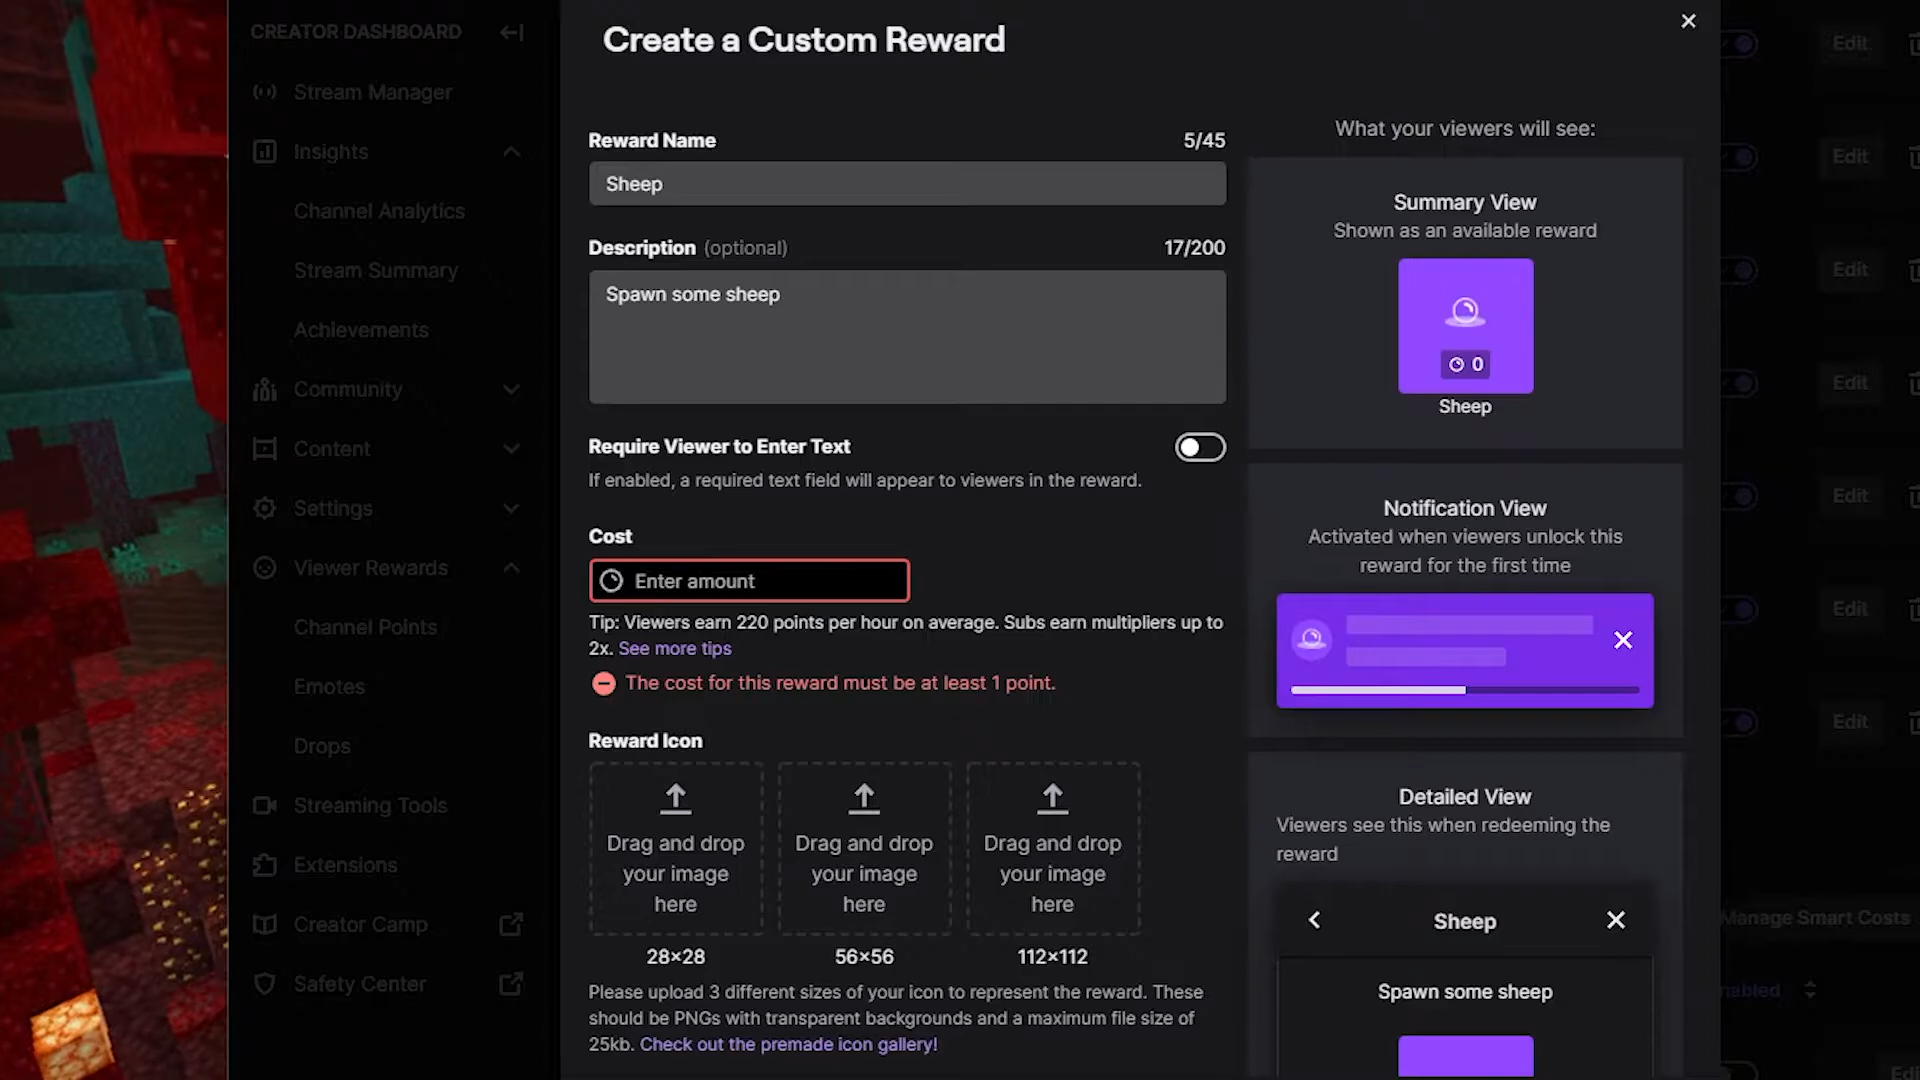 CREATOR DASHBOARD
Stream Manager
Insights
Channel Analytics
Stream Summary
Achievements
Community
Content
Settings
Viewer Rewards
Channel Points
Emotes
Drops
Streaming Tools
Extensions
Creator Camp
Safety Center
Create a Custom Reward
Reward Name 5/45
Sheep
Description (optional) 17/200
Spawn some sheep
Require Viewer to Enter Text
If enabled, a required text field will appear to viewers in the reward.
Cost
Enter amount
Tip: Viewers earn 220 points per hour on average. Subs earn multipliers up to
2x. See more tips
The cost for this reward must be at least 1 point.
Reward Icon
Drag and drop
your image
here
28×28
Drag and drop
your image
here
56×56
Drag and drop
your image
here
112×112
Please upload 3 different sizes of your icon to represent the reward. These
should be PNGs with transparent backgrounds and a maximum file size of
25kb. Check out the premade icon gallery!
What your viewers will see:
Summary View
Shown as an available reward
0
Sheep
Notification View
Activated when viewers unlock this
reward for the first time
Detailed View
Viewers see this when redeeming the
reward
Sheep
Spawn some sheep
Edit
Edit
Edit
Edit
Edit
Edit
Edit
Manage Smart Costs